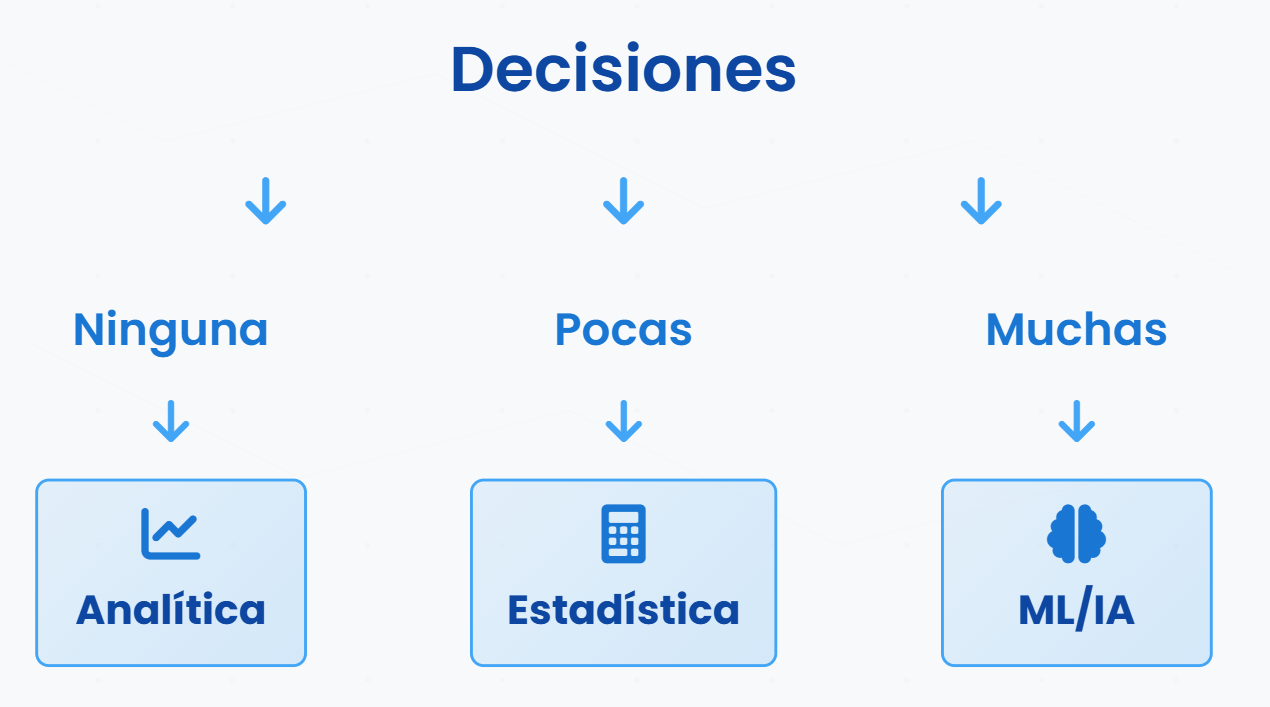 Decisiones
Ninguna
Pocas
Muchas
Analítica
Estadística
ML/IA